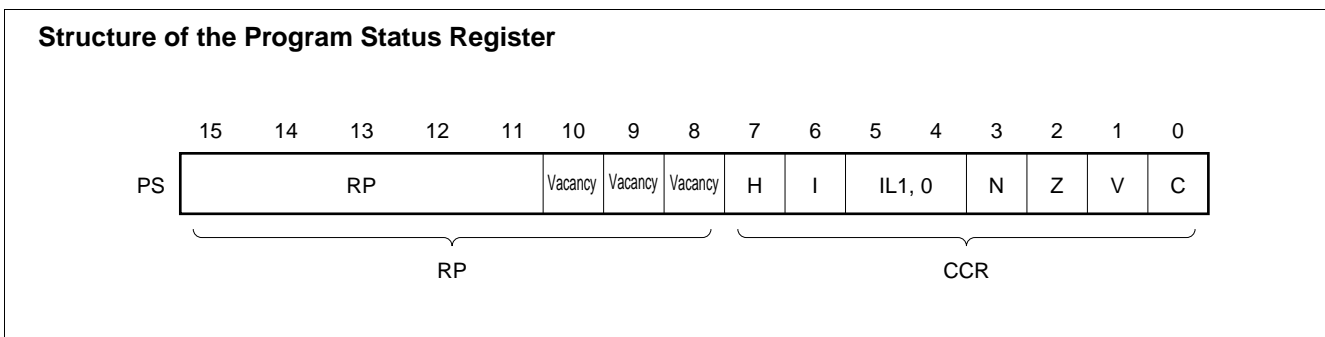 Structure of the Program Status Register
15 14 13 12 11 10 9 8 7 6 5 4 3 2 1 0
PS RP Vacancy Vacancy Vacancy H I IL1, 0 N Z V C
RP CCR